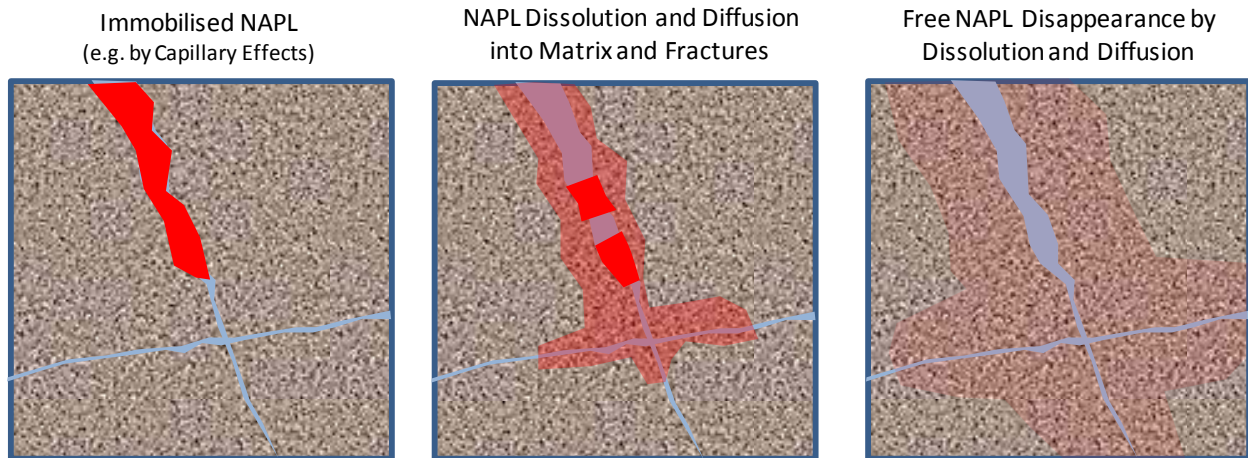 Immobilised NAPL
(e.g. by Capillary Effects)
NAPL Dissolution and Diffusion
into Matrix and Fractures
Free NAPL Disappearance by
Dissolution and Diffusion